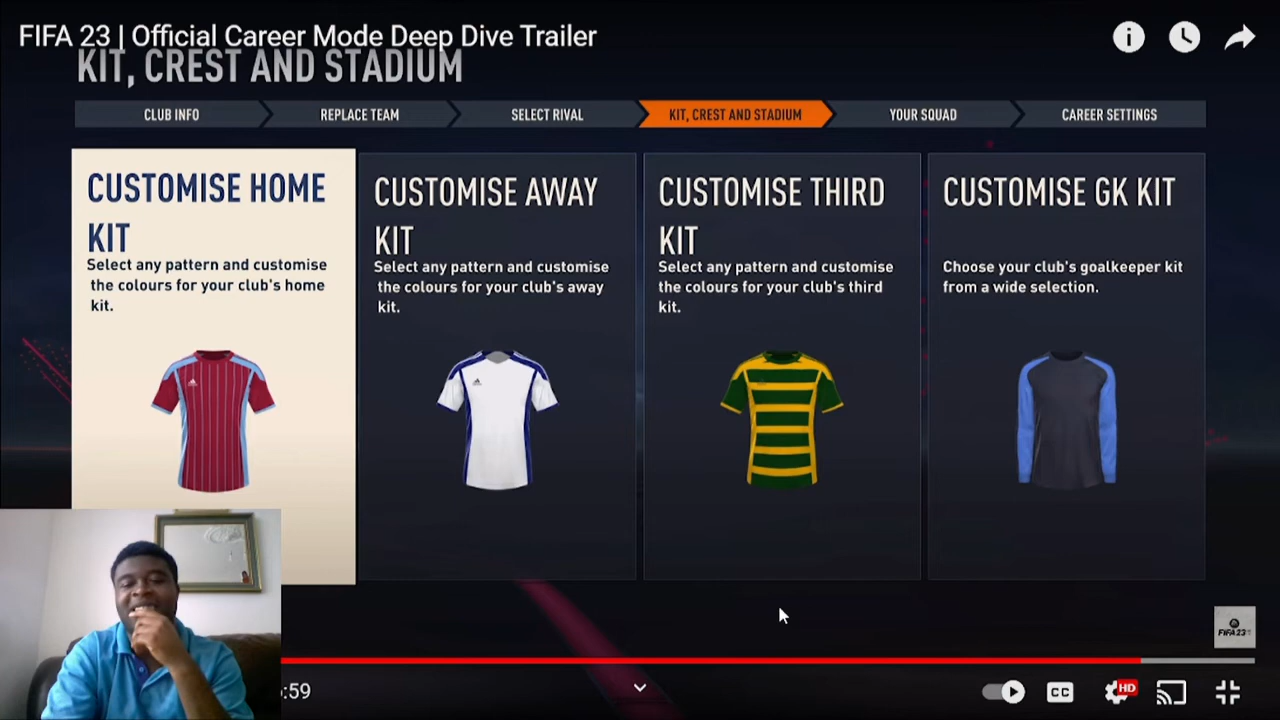 FIFA 23 | Official Career Mode Deep Dive Trailer
KIT, CREST AND STADIUM
CLUB INFO
REPLACE TEAM
SELECT RIVAL
KIT, CREST AND STADIUM
YOUR SQUAD
CAREER SETTINGS
CUSTOMISE HOME
KIT
Select any pattern and customise
the colours for your club's home
kit.
CUSTOMISE AWAY
KIT
Select any pattern and customise
the colours for your club's away
kit.
CUSTOMISE THIRD
KIT
Select any pattern and customise
the colours for your club's third
kit.
CUSTOMISE GK KIT
Choose your club's goalkeeper kit
from a wide selection.
FIFA 23
:59
CC
HD